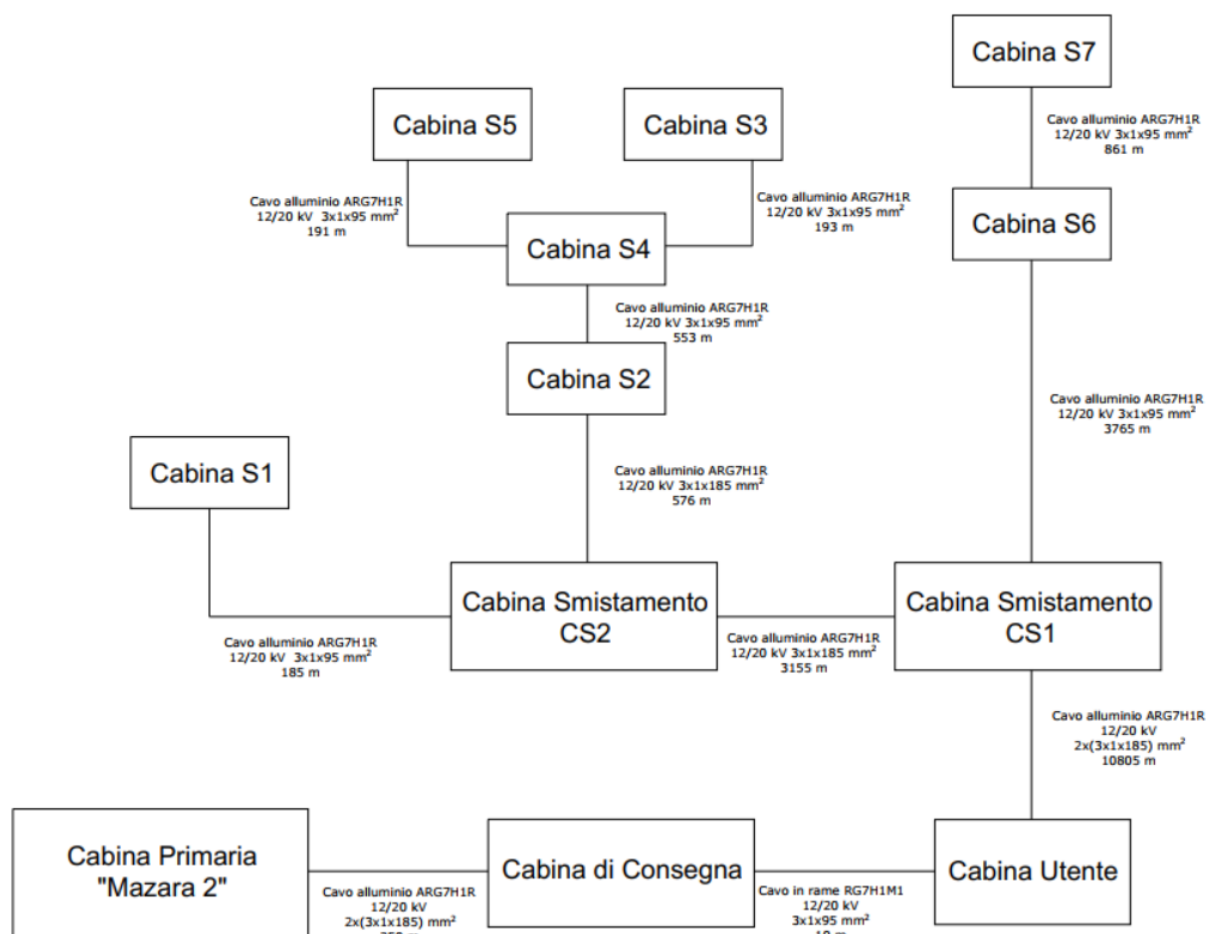 Cabina S7
Cavo alluminio ARG7H1R
12/20 kV 3x1x95 mm²
861 m
Cabina S5
Cabina S3
Cavo alluminio ARG7H1R
12/20 kV 3x1x95 mm²
191 m
Cavo alluminio ARG7H1R
12/20 kV 3x1x95 mm²
193 m
Cabina S6
Cabina S4
Cavo alluminio ARG7H1R
12/20 kV 3x1x95 mm²
553 m
Cabina S2
Cavo alluminio ARG7H1R
12/20 kV 3x1x95 mm²
3765 m
Cabina S1
Cavo alluminio ARG7H1R
12/20 kV 3x1x185 mm²
576 m
Cabina Smistamento
CS2
Cabina Smistamento
CS1
Cavo alluminio ARG7H1R
12/20 kV 3x1x95 mm²
185 m
Cavo alluminio ARG7H1R
12/20 kV 3x1x185 mm²
3155 m
Cavo alluminio ARG7H1R
12/20 kV
2x(3x1x185) mm²
10805 m
Cabina Primaria
"Mazara 2"
Cabina di Consegna
Cabina Utente
Cavo alluminio ARG7H1R
12/20 kV
2x(3x1x185) mm²
Cavo in rame RG7H1M1
12/20 kV
3x1x95 mm²